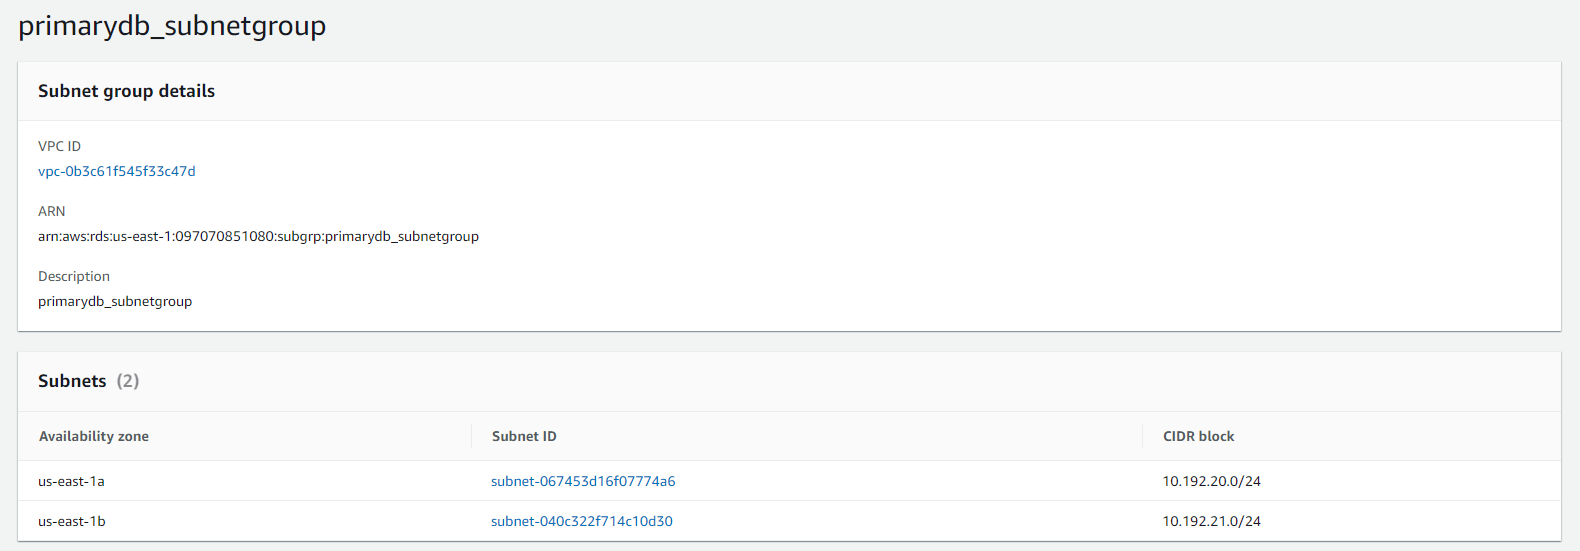 primarydb_subnetgroup
Subnet group details
VPC ID
vpc-0b3c61f545f33c47d
ARN
arn:aws:rds:us-east-1:097070851080:subgrp:primarydb_subnetgroup
Description
primarydb_subnetgroup
Subnets (2)
Availability zone Subnet ID CIDR block
us-east-1a subnet-067453d16f07774a6 10.192.20.0/24
us-east-1b subnet-040c322f714c10d30 10.192.21.0/24